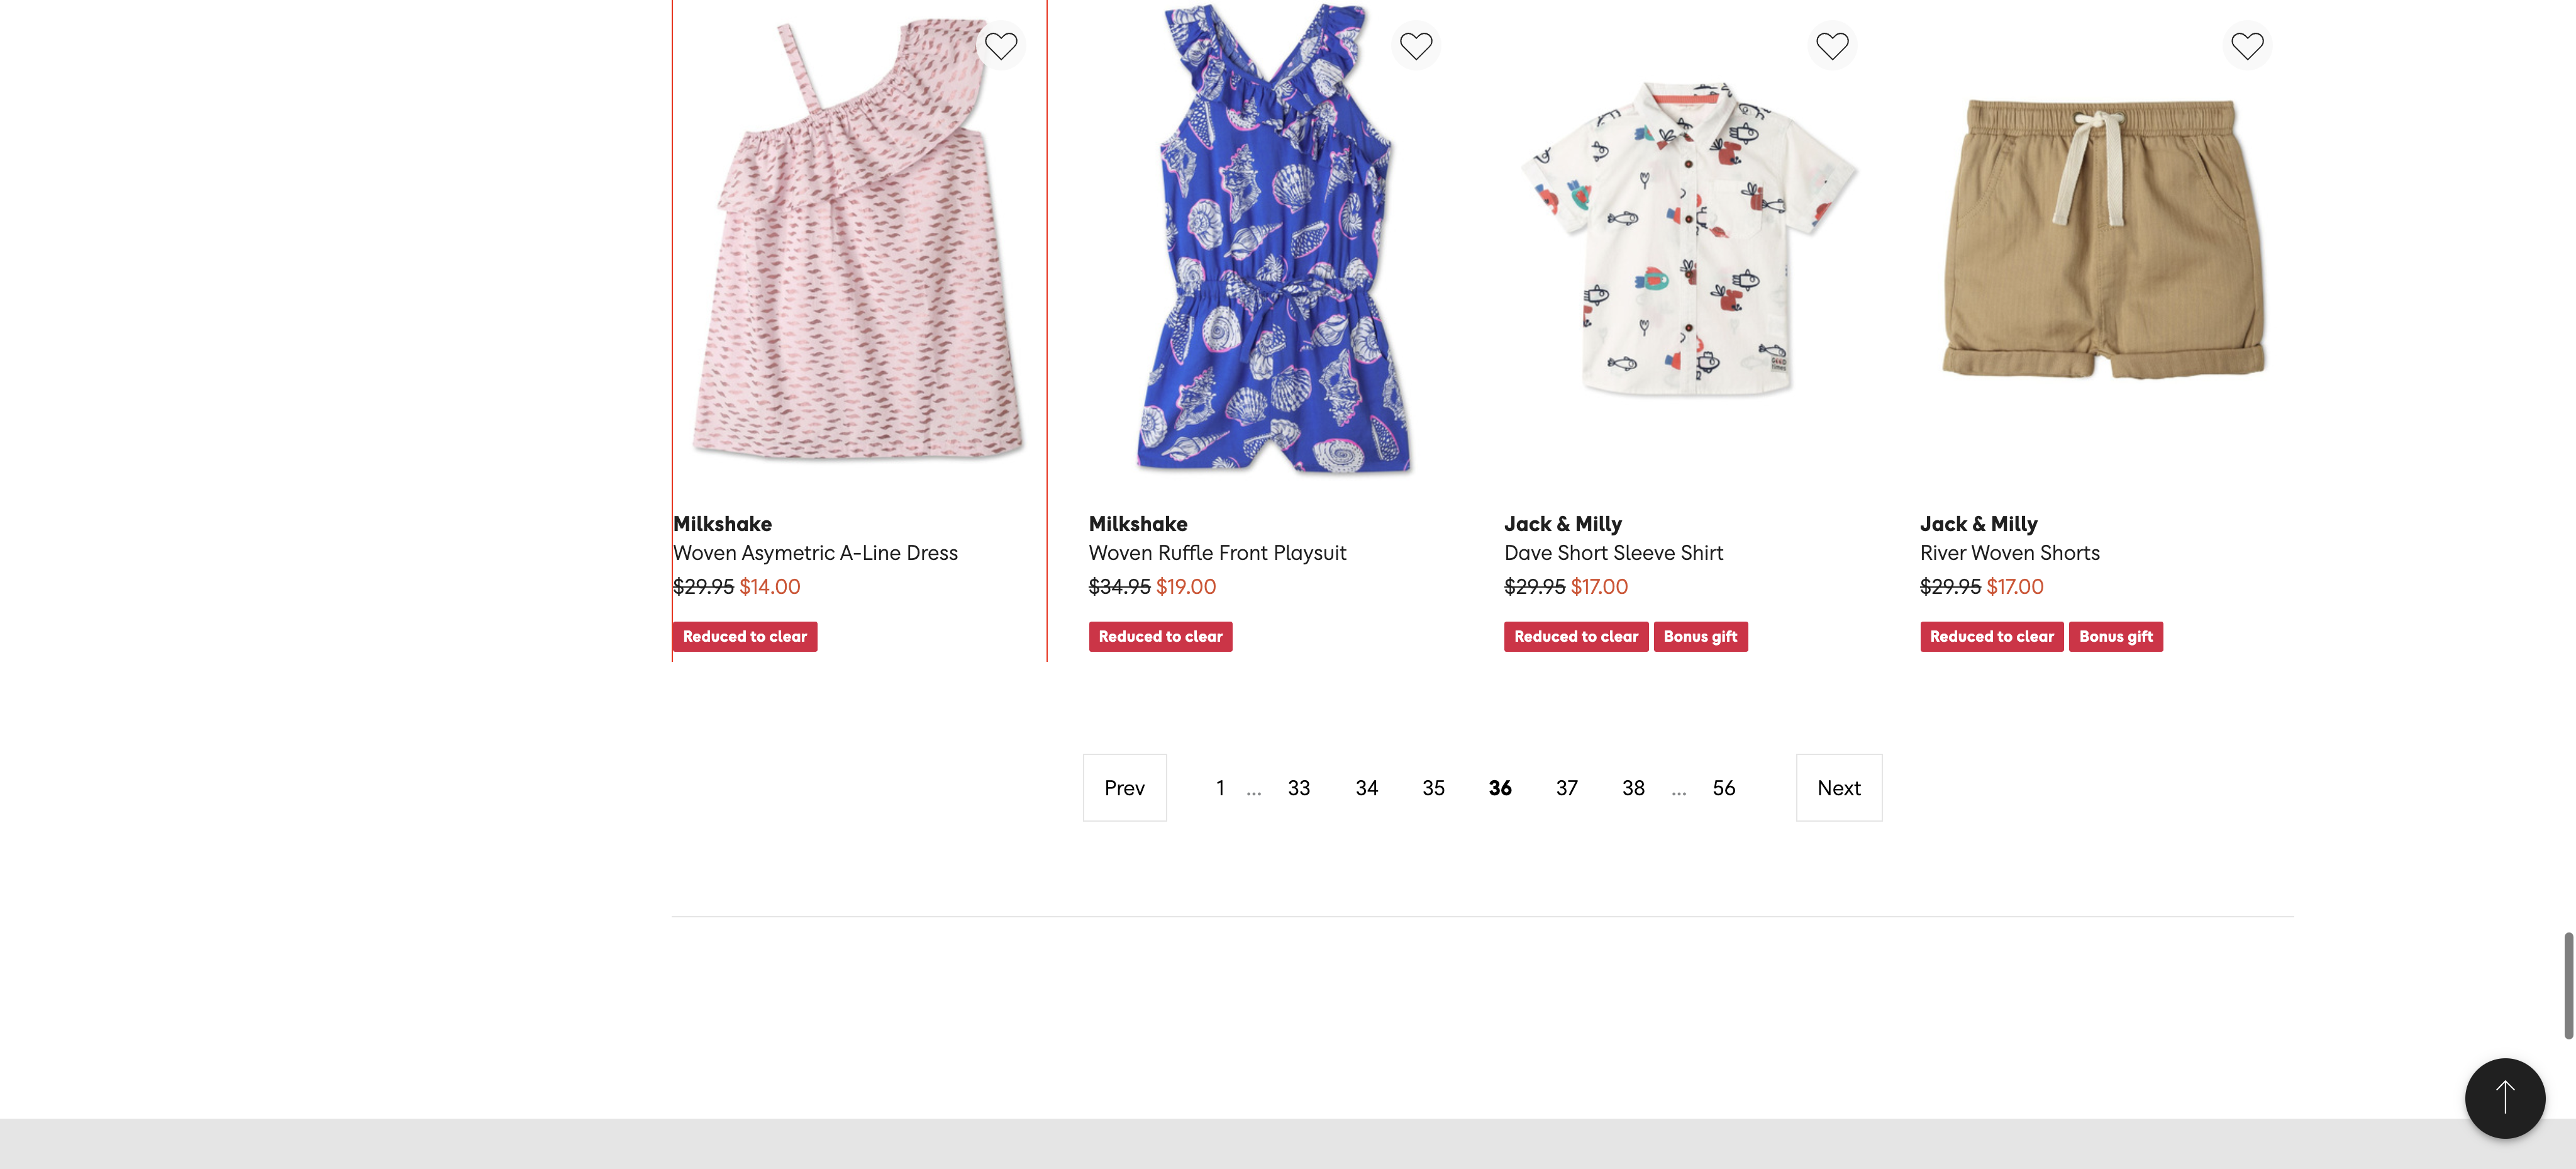 Milkshake
Woven Asymetric A-Line Dress
$29.95 $14.00
Reduced to clear
Milkshake
Woven Ruffle Front Playsuit
$34.95 $19.00
Reduced to clear
Jack & Milly
Dave Short Sleeve Shirt
$29.95 $17.00
Reduced to clear Bonus gift
Jack & Milly
River Woven Shorts
$29.95 $17.00
Reduced to clear Bonus gift
Prev 1 ... 33 34 35 36 37 38 ... 56 Next